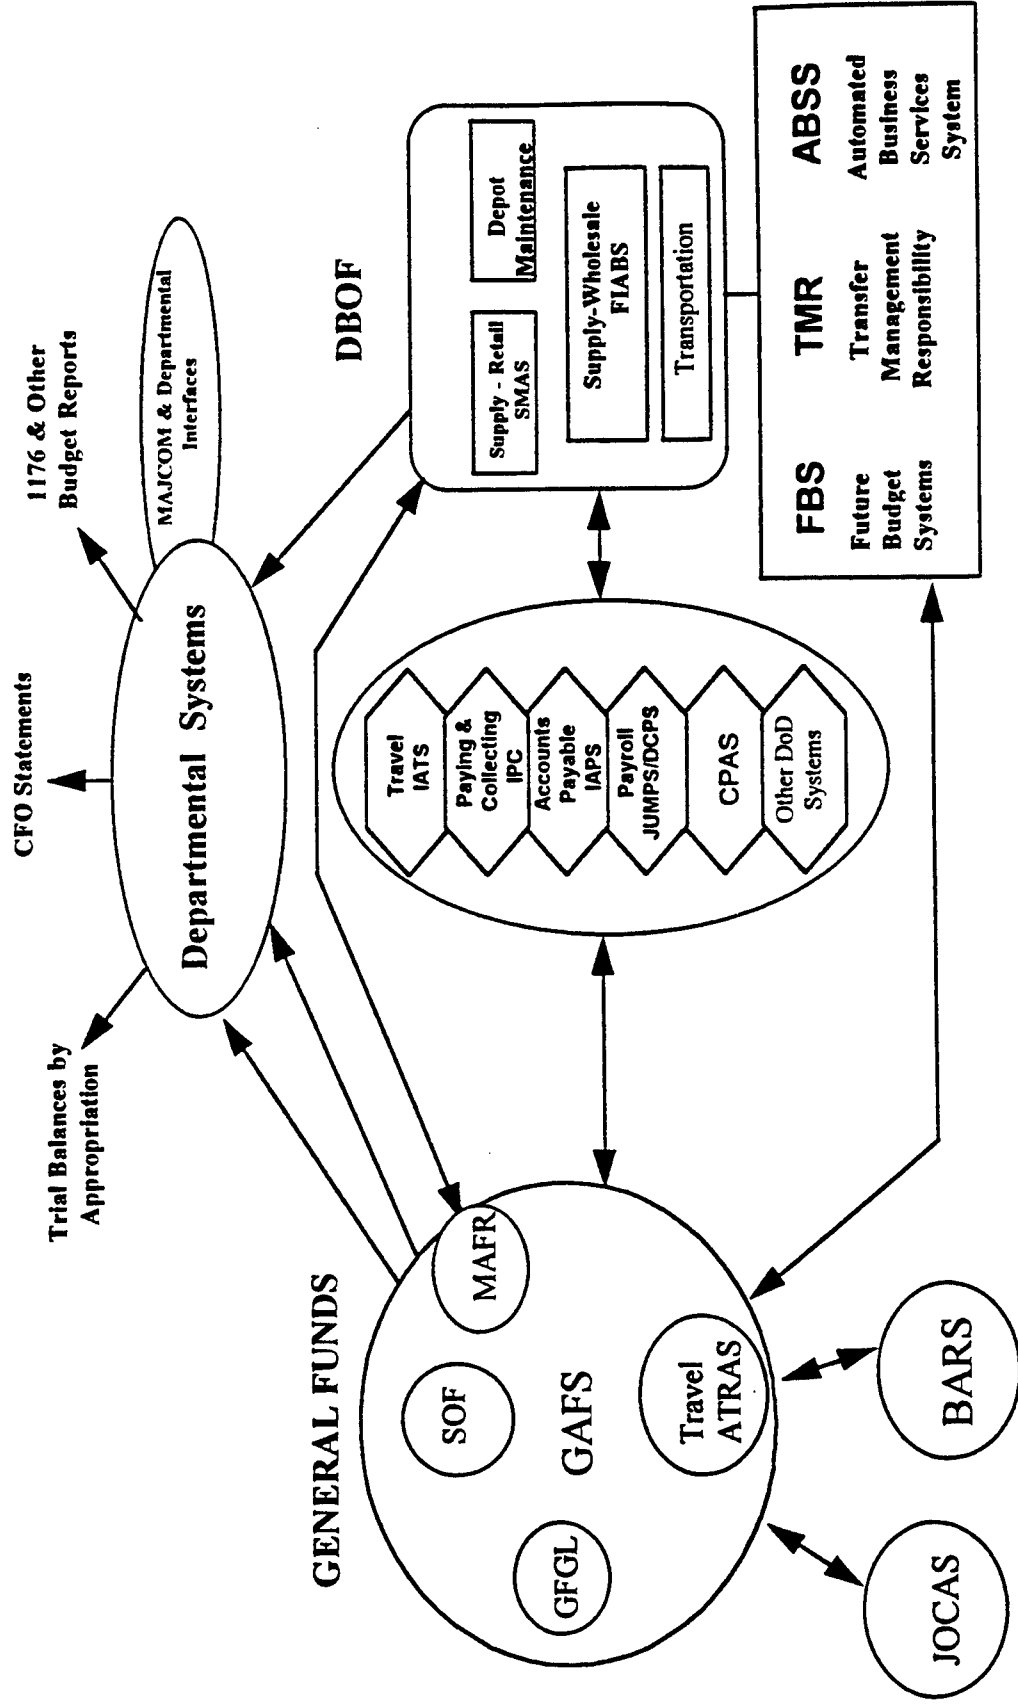 Trial Balances by
Appropriation
CFO Statements
1176 & Other
Budget Reports
Departmental Systems
MAJCOM & Departmental
Interfaces
GENERAL FUNDS
DBOF
MAFR
SOF
GFGL
GAFS
Travel
ATRAS
JOCAS
BARS
Travel
IATS
Paying &
Collecting
IPC
Accounts
Payable
IAPS
Payroll
JUMPS/DCPS
CPAS
Other DoD
Systems
Supply - Retail
SMAS
Depot
Maintenance
Supply-Wholesale
FIABS
Transportation
FBS
Future
Budget
Systems
TMR
Transfer
Management
Responsibility
ABSS
Automated
Business
Services
System